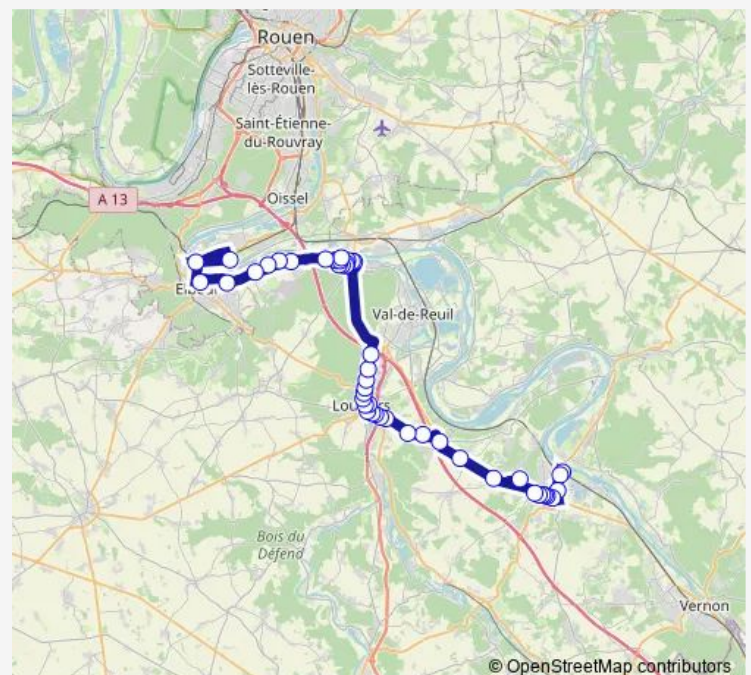 Rouen
Sotteville-
lès-Rouen
Saint-Étienne-
du-Rouvray
A 13
Oissel
Val-de-Reuil
Bois du
Défend
Vernon
© OpenStreetMap contributors